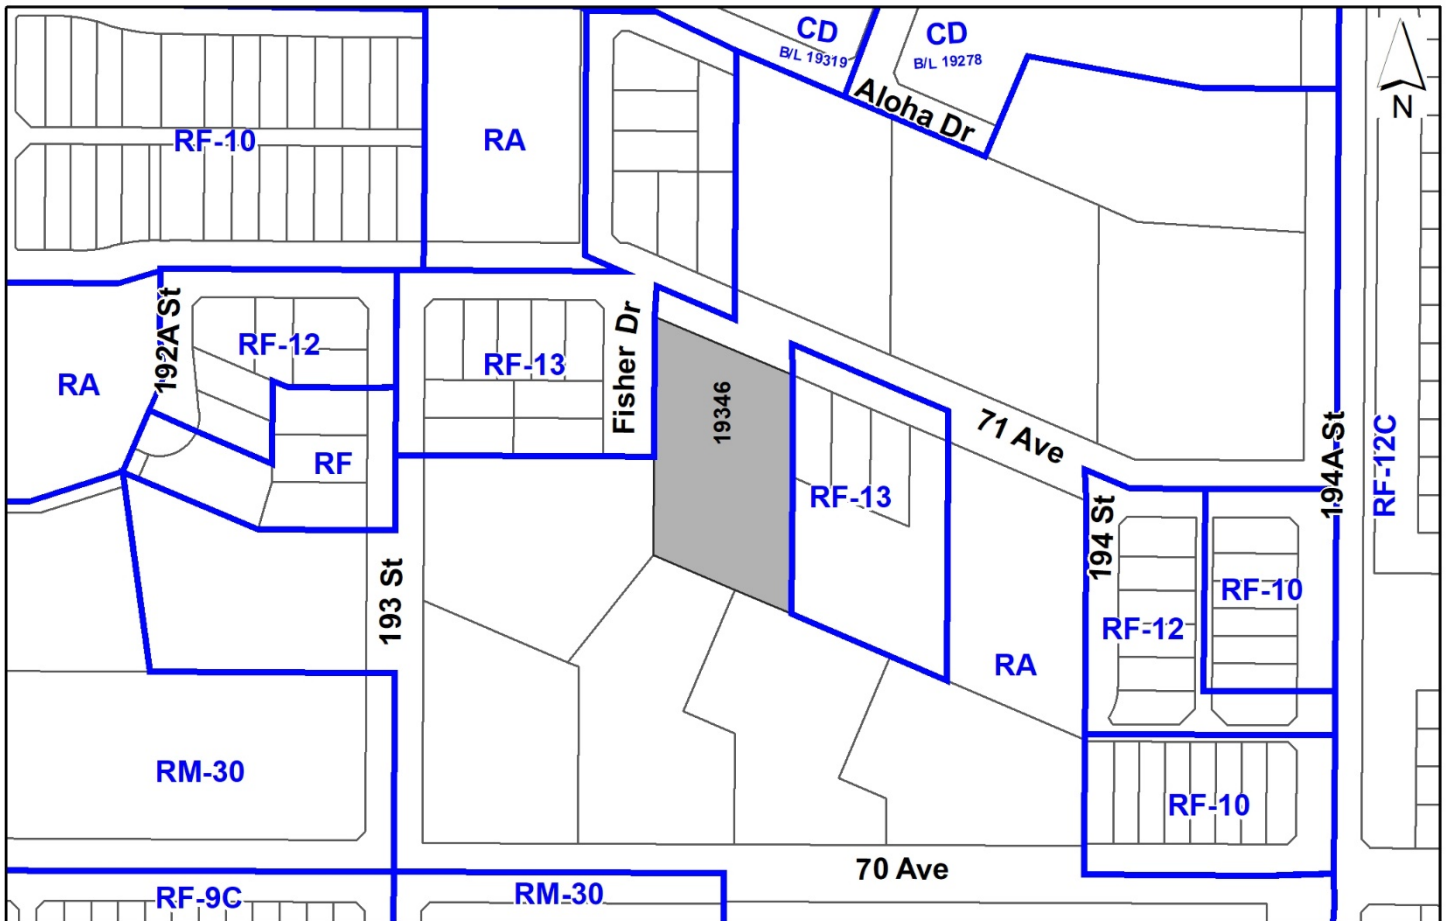 CD
B/L 19319
CD
B/L 19278
Aloha Dr
N
RF-10
RA
192A St
RF-12
RA
RF-13
Fisher Dr
19346
71 Ave
194A St
RF-12C
RF
RF-13
194 St
193 St
RF-10
RF-12
RA
RM-30
RF-10
70 Ave
RF-9C
RM-30